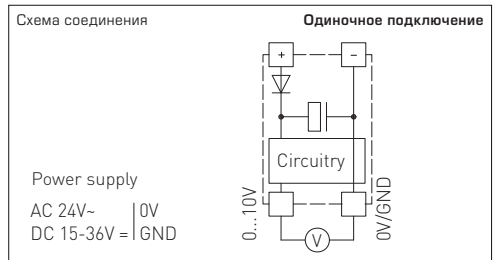 Схема соединения
Одиночное подключение
+ −
Circuitry
Power supply
AC 24V~ | 0V
DC 15-36V = | GND
0...10V
0V/GND
V